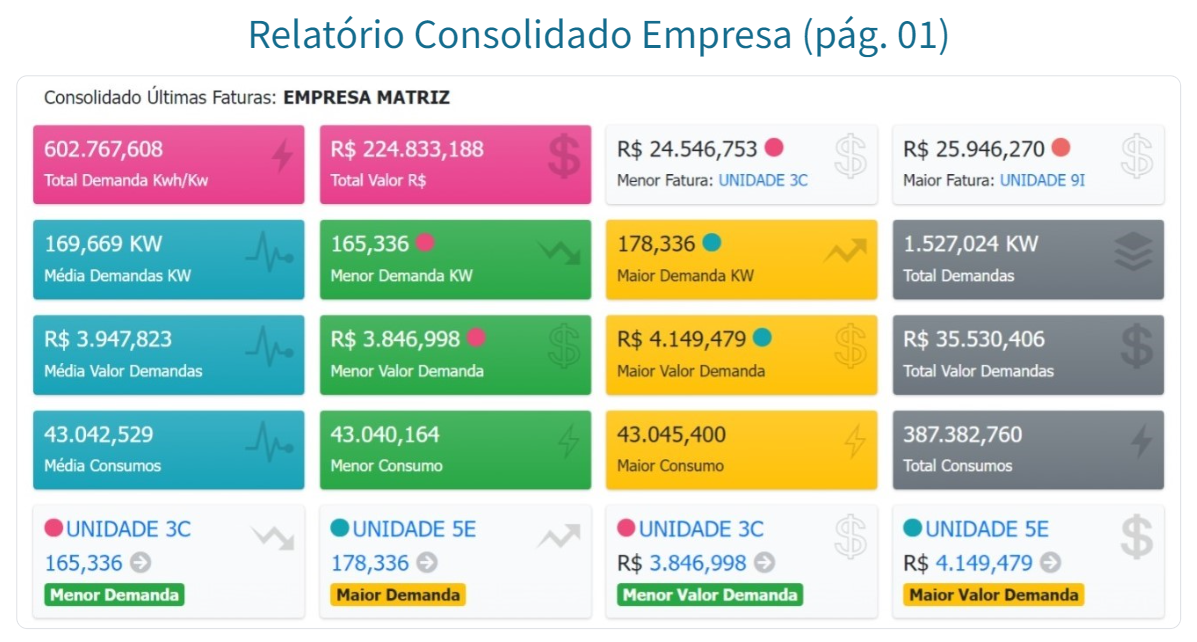 Relatório Consolidado Empresa (pág. 01)
Consolidado Últimas Faturas: EMPRESA MATRIZ
602.767,608
Total Demanda Kwh/Kw
R$ 224.833,188
Total Valor R$
R$ 24.546,753
Menor Fatura: UNIDADE 3C
R$ 25.946,270
Maior Fatura: UNIDADE 9I
169,669 KW
Média Demandas KW
165,336
Menor Demanda KW
178,336
Maior Demanda KW
1.527,024 KW
Total Demandas
R$ 3.947,823
Média Valor Demandas
R$ 3.846,998
Menor Valor Demanda
R$ 4.149,479
Maior Valor Demanda
R$ 35.530,406
Total Valor Demandas
43.042,529
Média Consumos
43.040,164
Menor Consumo
43.045,400
Maior Consumo
387.382,760
Total Consumos
UNIDADE 3C
165,336
Menor Demanda
UNIDADE 5E
178,336
Maior Demanda
UNIDADE 3C
R$ 3.846,998
Menor Valor Demanda
UNIDADE 5E
R$ 4.149,479
Maior Valor Demanda